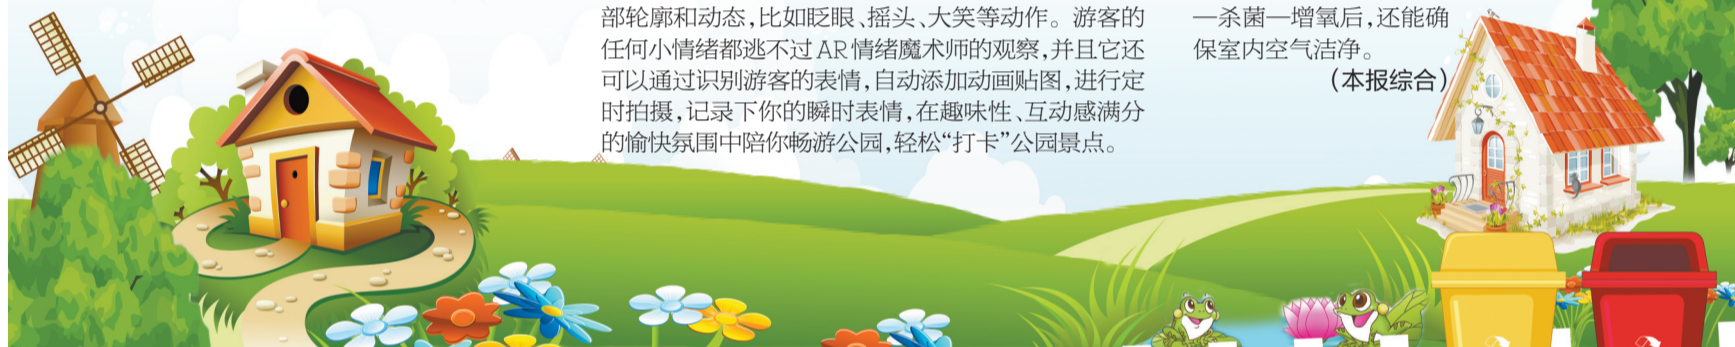 部轮廓和动态,比如眨眼、摇头、大笑等动作。游客的
任何小情绪都逃不过AR情绪魔术师的观察,并且它还
可以通过识别游客的表情,自动添加动画贴图,进行定
时拍摄,记录下你的瞬时表情,在趣味性、互动感满分
的愉快氛围中陪你畅游公园,轻松“打卡”公园景点。
—杀菌—增氧后,还能确
保室内空气洁净。
(本报综合)